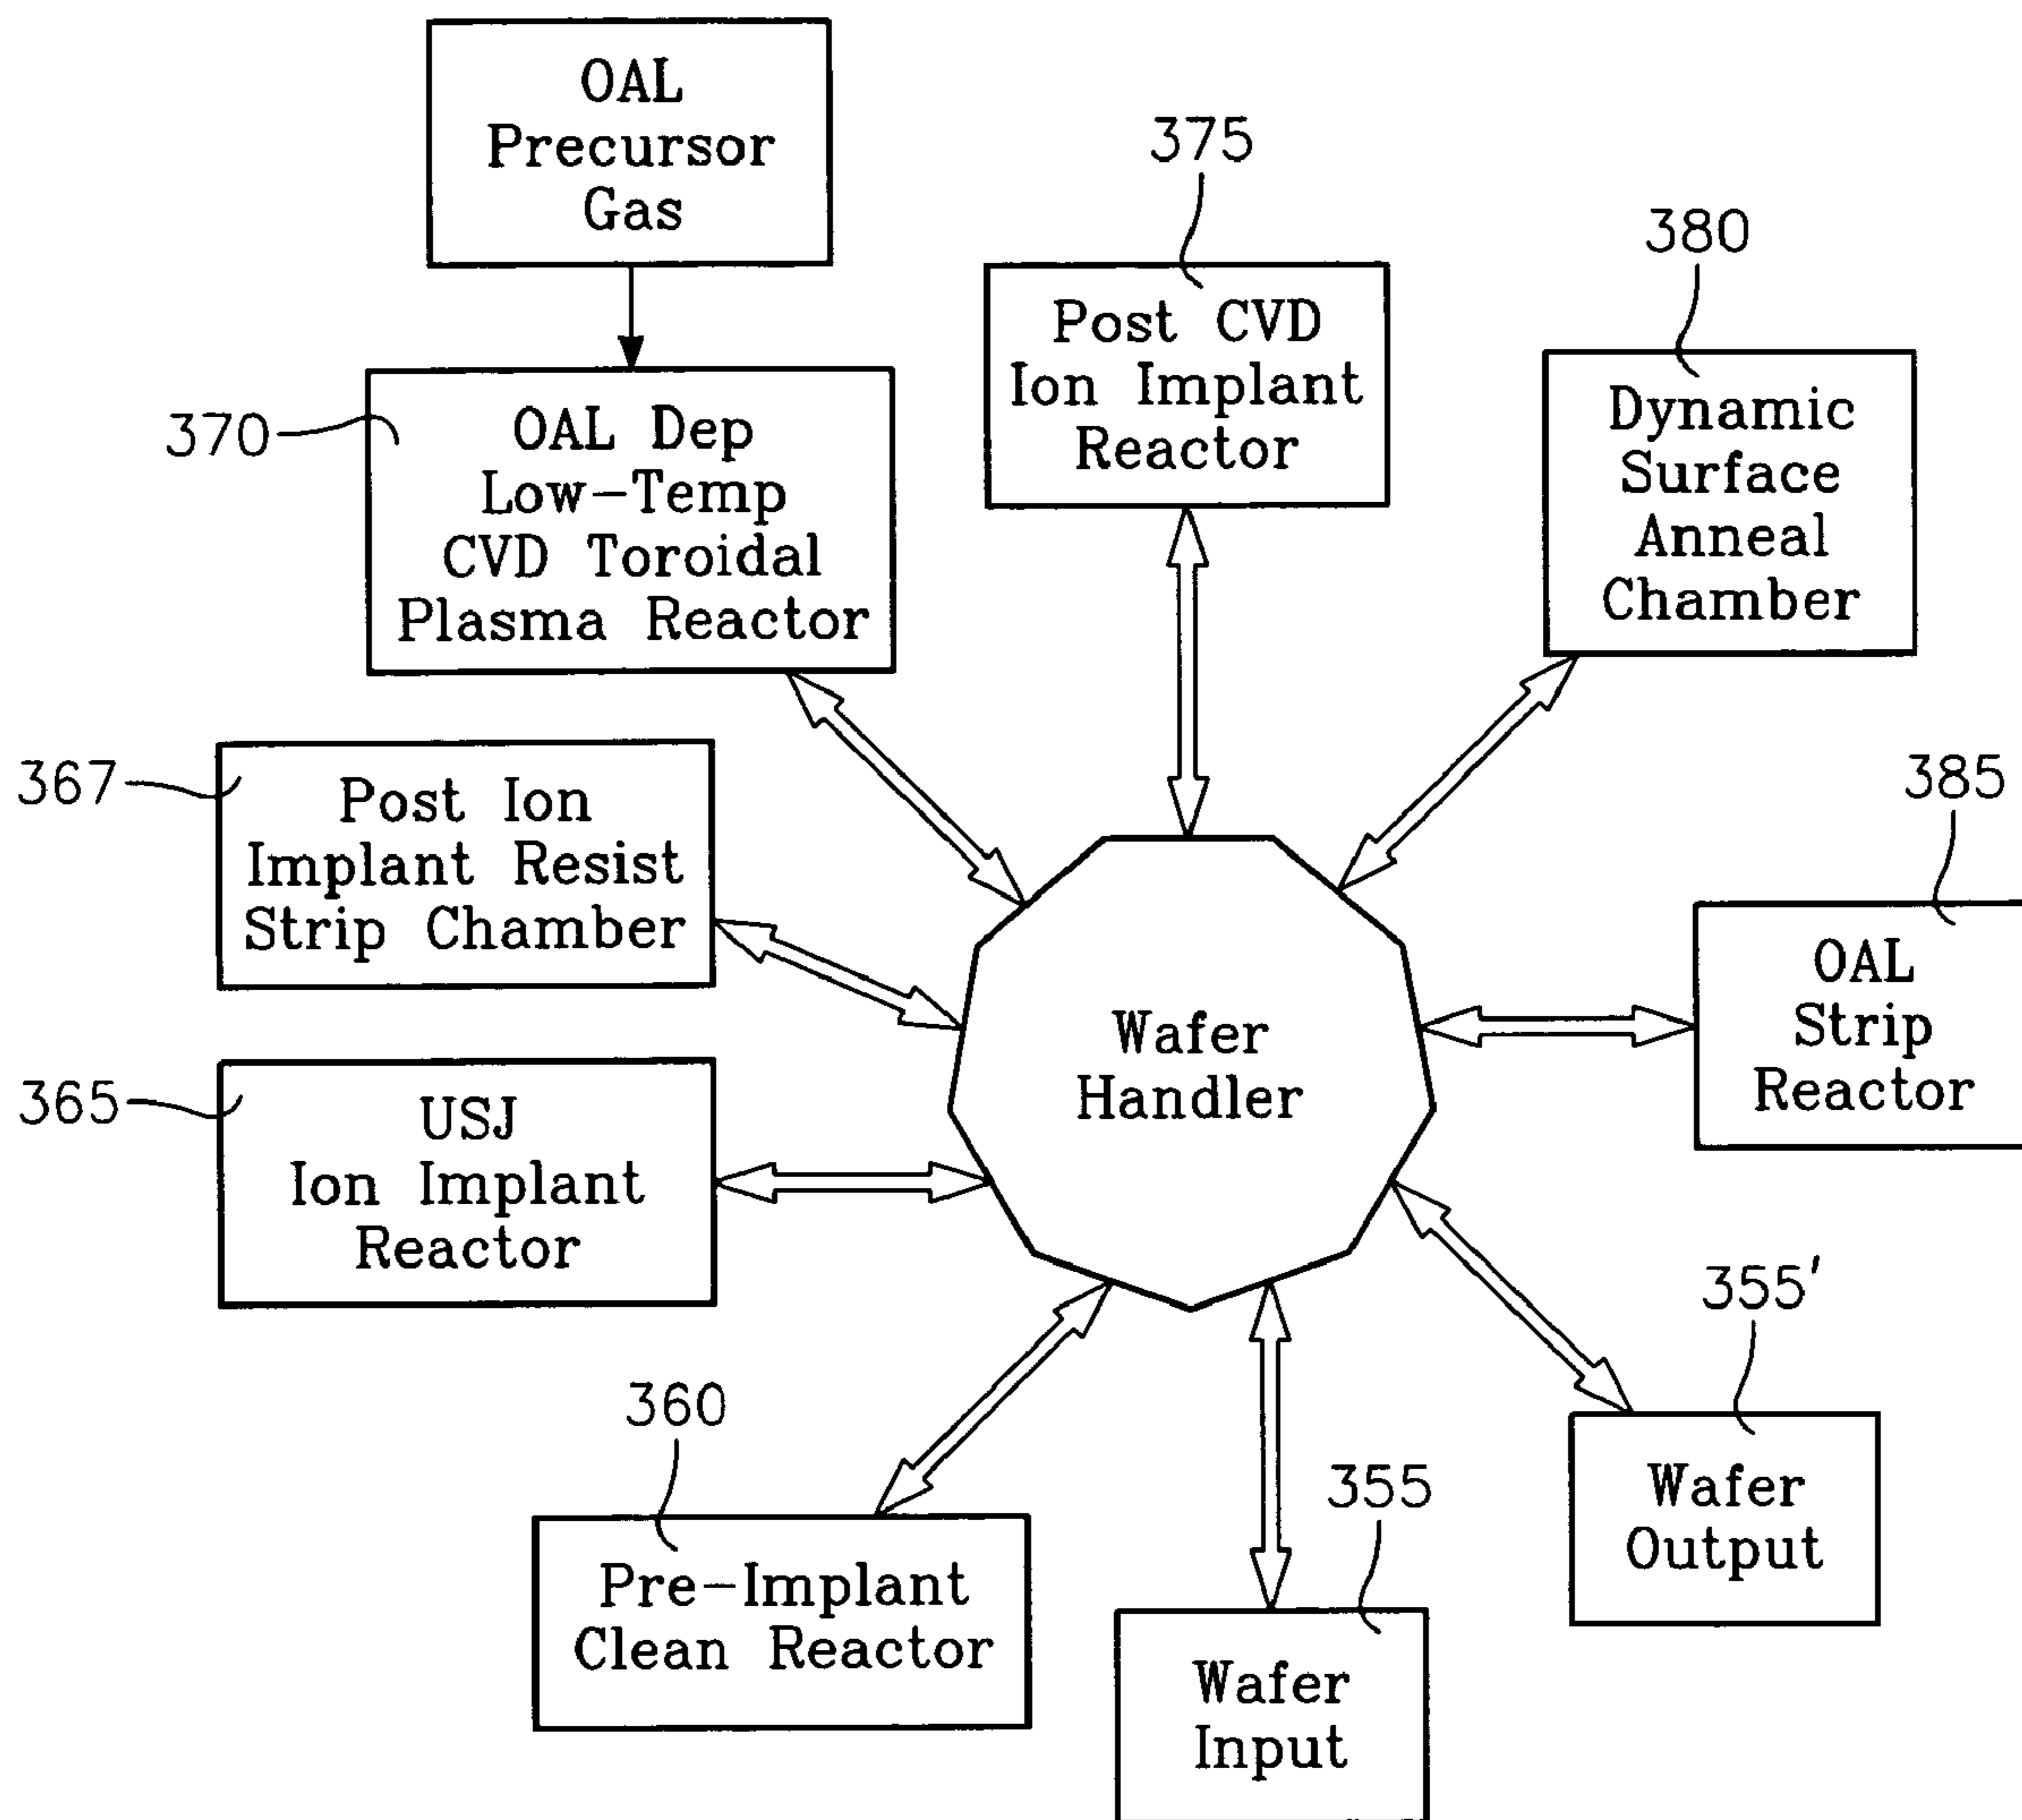 OAL
Precursor
Gas
375
380
Post CVD
Ion Implant
Reactor
Dynamic
Surface
Anneal
Chamber
370
OAL Dep
Low-Temp
CVD Toroidal
Plasma Reactor
367
Post Ion
Implant Resist
Strip Chamber
385
OAL
Strip
Reactor
Wafer
Handler
365
USJ
Ion Implant
Reactor
355'
Wafer
Output
360
Pre-Implant
Clean Reactor
355
Wafer
Input